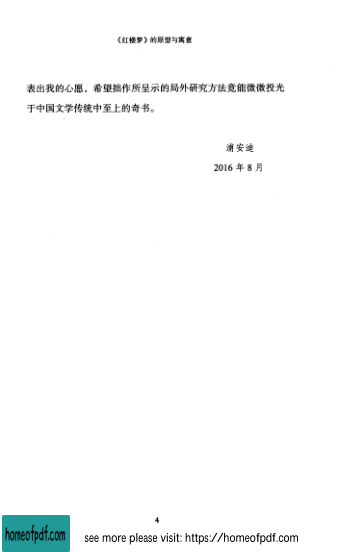 《红楼梦》的原型与寓意
表出我的心愿，希望拙作所呈示的局外研究方法竟能微微投光
于中国文学传统中至上的奇书。
浦安迪
2016 年 8 月
4
homeofpdf.com
see more please visit: https://homeofpdf.com